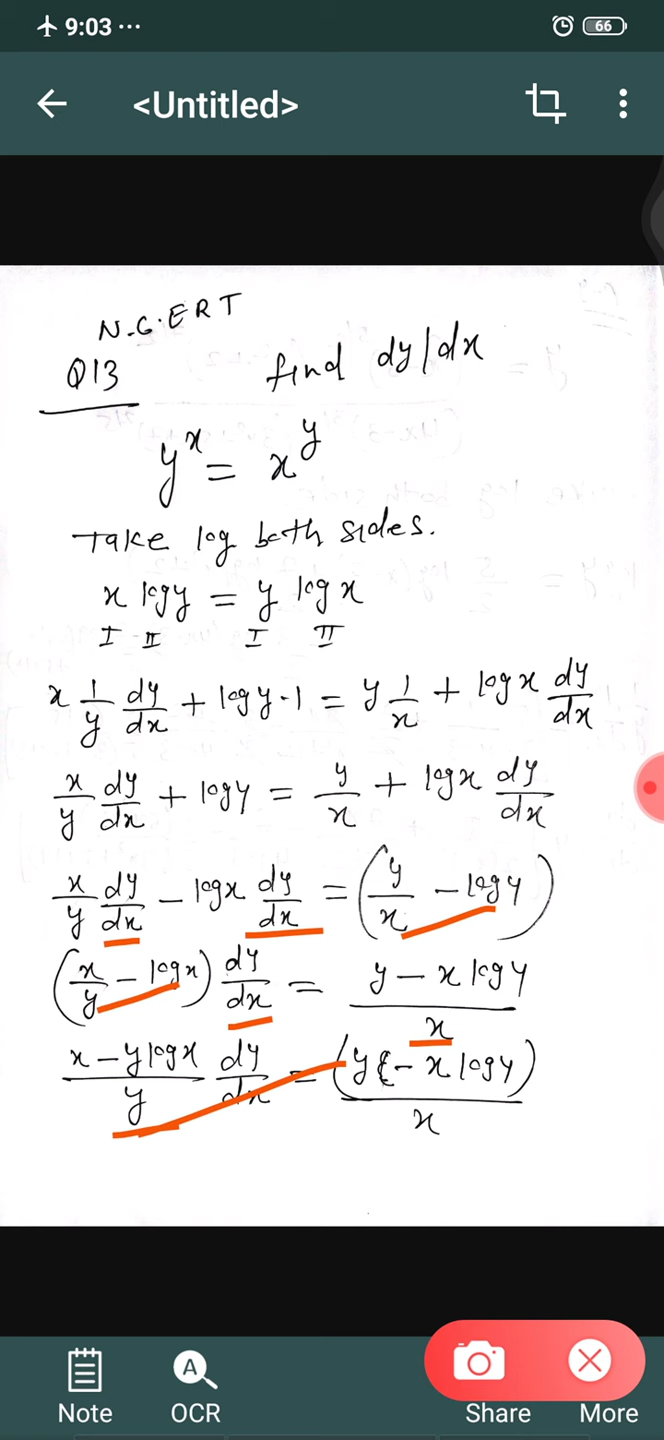 9:03 ... 66
<Untitled>
N.C.ERT
Q13 find dy/dx
y^x = x^y
Take log both sides.
x log y = y log x
I II I II
x 1/y dy/dx + log y · 1 = y 1/x + log x dy/dx
x/y dy/dx + log y = y/x + log x dy/dx
x/y dy/dx - log x dy/dx = (y/x - log y)
(x/y - log x) dy/dx = y - x log y / x
x - y log x / y dy/dx = (y - x log y) / x
Note OCR Share More